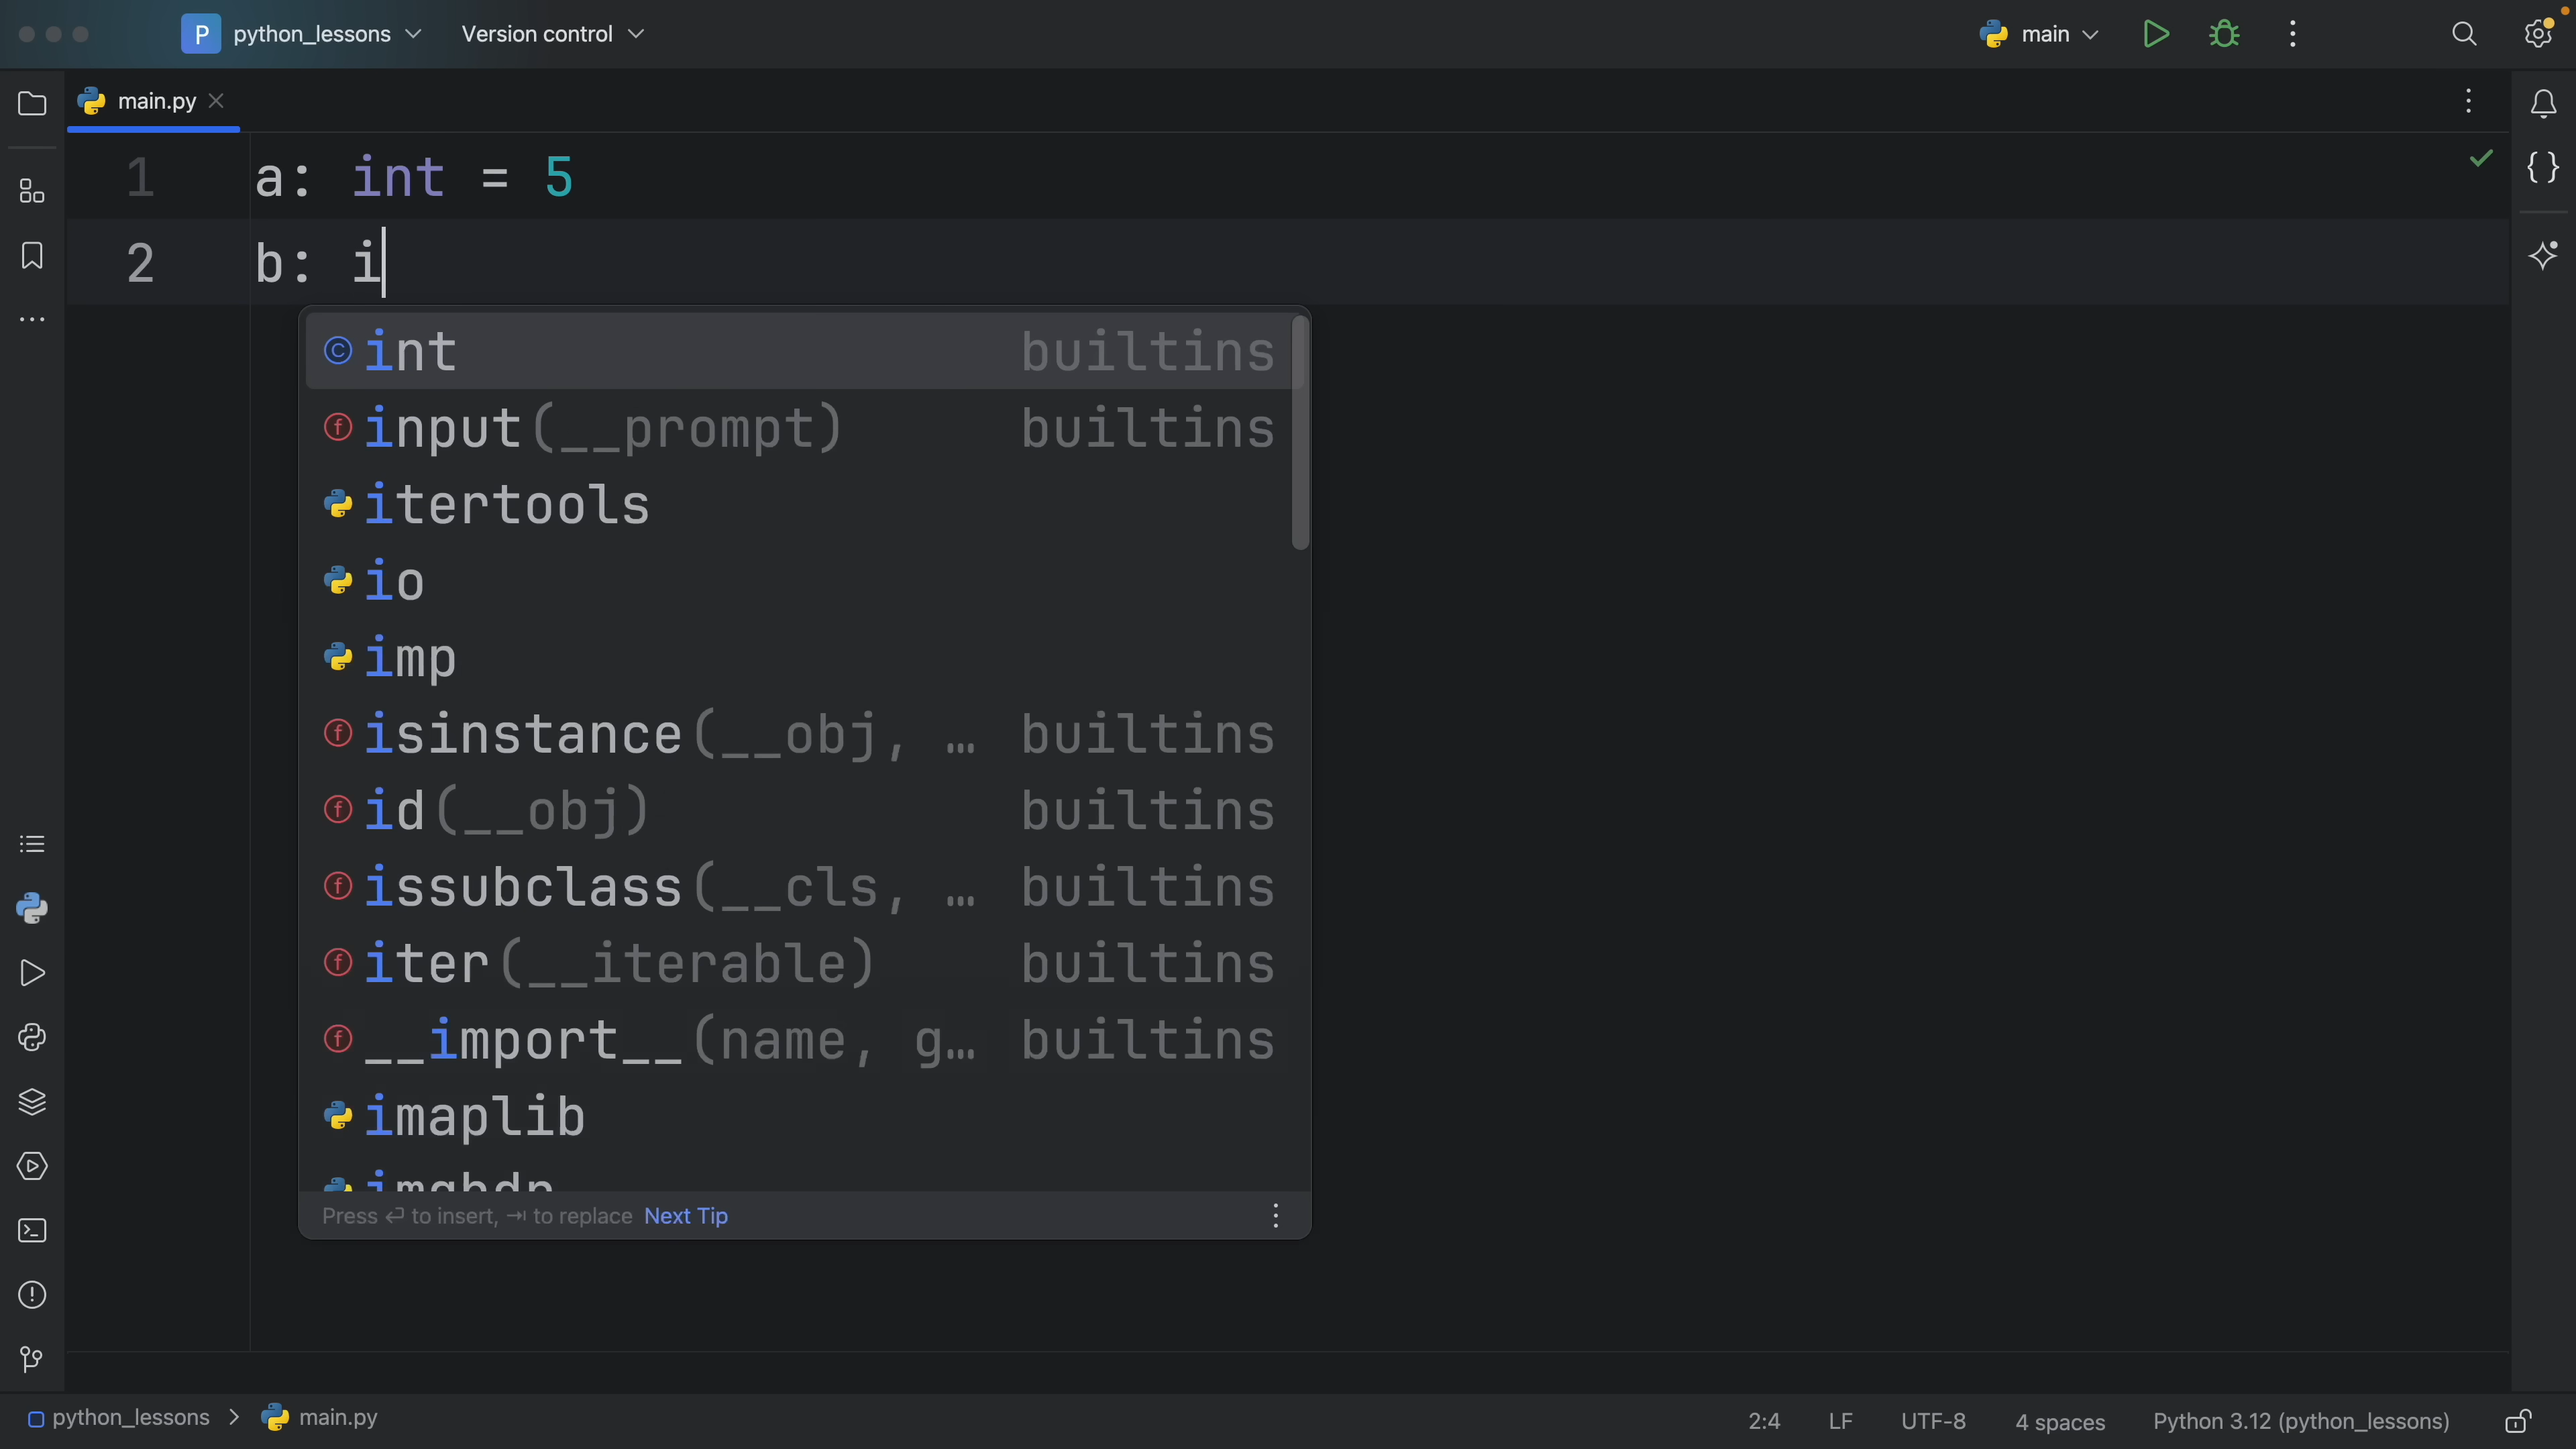 P python_lessons Version control main
main.py
1 a: int = 5
2 b: i
int builtins
input(__prompt) builtins
itertools
io
imp
isinstance(__obj, … builtins
id(__obj) builtins
issubclass(__cls, … builtins
iter(__iterable) builtins
__import__(name, g… builtins
imaplib
Press ↵ to insert, ⇥ to replace Next Tip
python_lessons > main.py 2:4 LF UTF-8 4 spaces Python 3.12 (python_lessons)